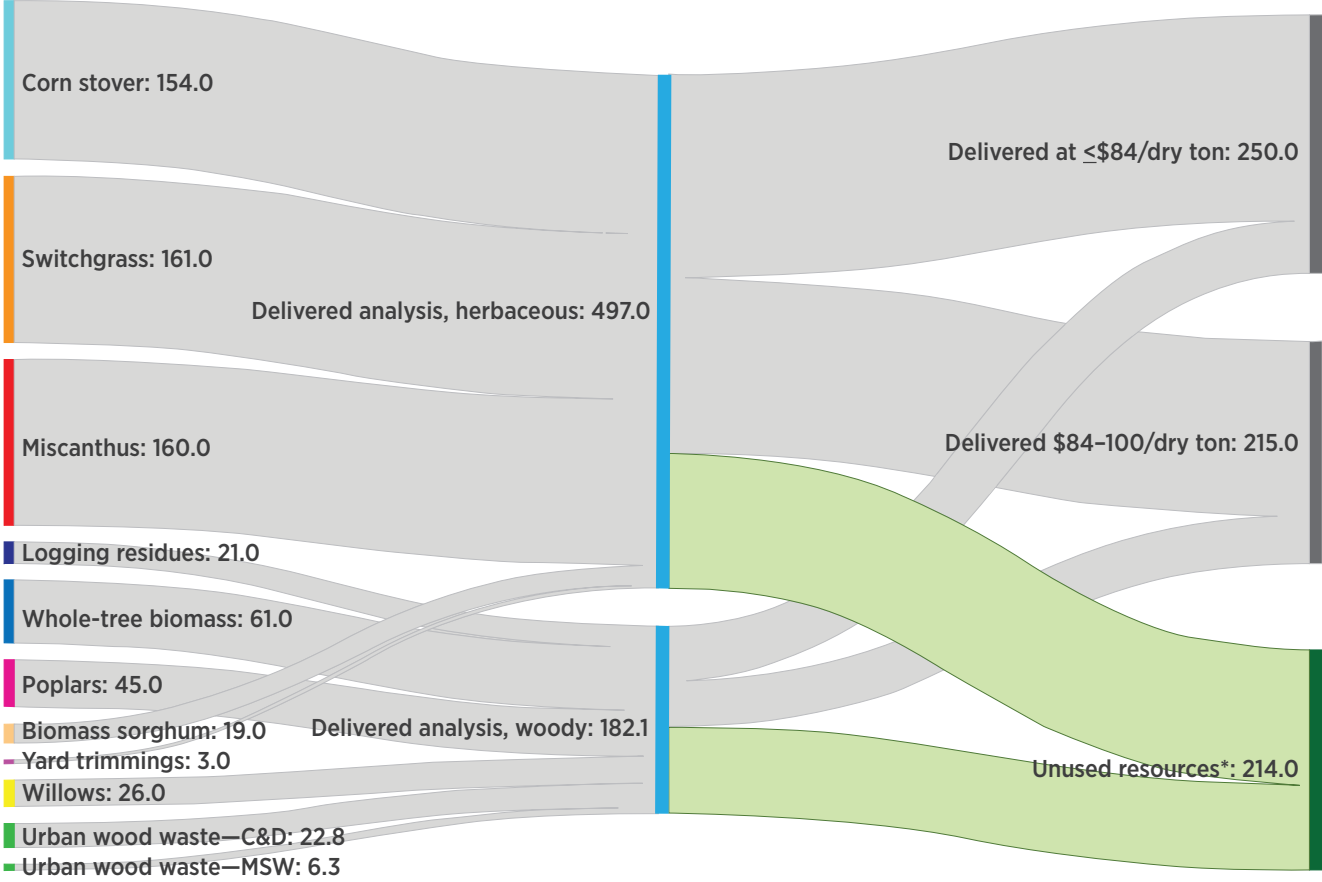 Corn stover: 154.0
Switchgrass: 161.0
Miscanthus: 160.0
Logging residues: 21.0
Whole-tree biomass: 61.0
Poplars: 45.0
Biomass sorghum: 19.0
Yard trimmings: 3.0
Willows: 26.0
Urban wood waste—C&D: 22.8
Urban wood waste—MSW: 6.3
Delivered analysis, herbaceous: 497.0
Delivered analysis, woody: 182.1
Delivered at ≤$84/dry ton: 250.0
Delivered $84–100/dry ton: 215.0
Unused resources*: 214.0